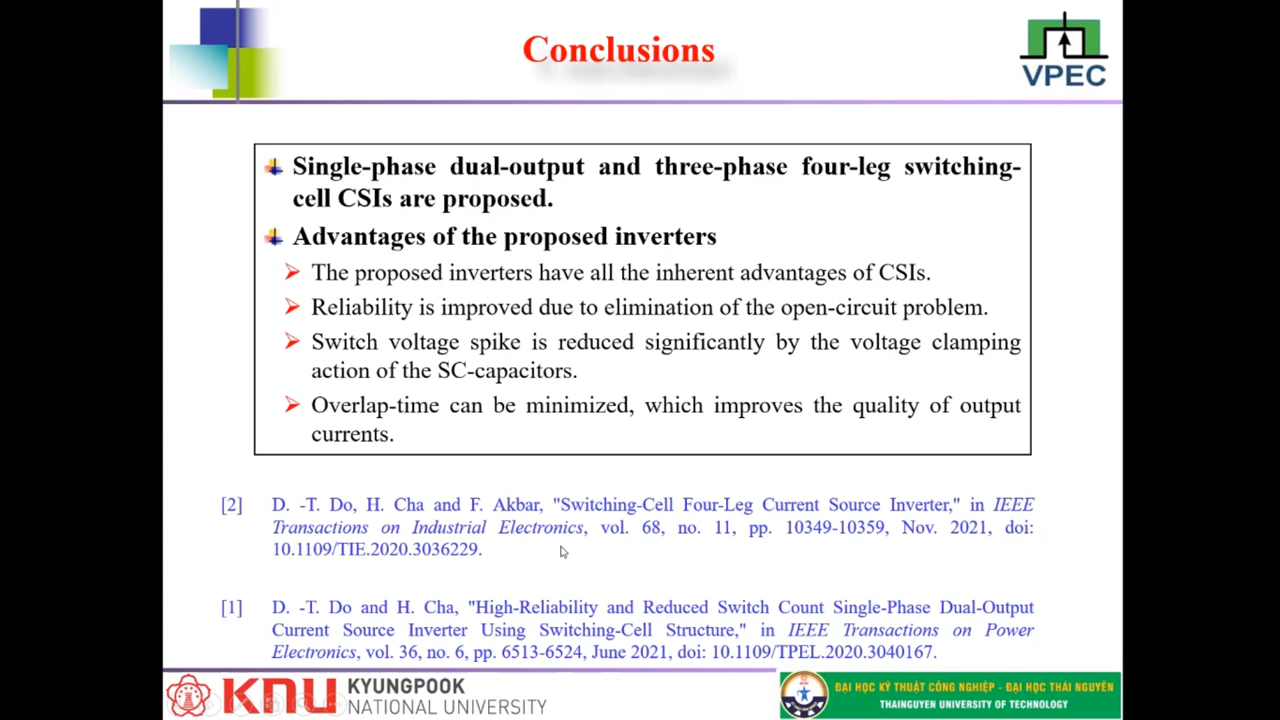 Conclusions
VPEC
Single-phase dual-output and three-phase four-leg switching-
cell CSIs are proposed.
Advantages of the proposed inverters
The proposed inverters have all the inherent advantages of CSIs.
Reliability is improved due to elimination of the open-circuit problem.
Switch voltage spike is reduced significantly by the voltage clamping
action of the SC-capacitors.
Overlap-time can be minimized, which improves the quality of output
currents.
[2] D. -T. Do, H. Cha and F. Akbar, "Switching-Cell Four-Leg Current Source Inverter," in IEEE
Transactions on Industrial Electronics, vol. 68, no. 11, pp. 10349-10359, Nov. 2021, doi:
10.1109/TIE.2020.3036229.
[1] D. -T. Do and H. Cha, "High-Reliability and Reduced Switch Count Single-Phase Dual-Output
Current Source Inverter Using Switching-Cell Structure," in IEEE Transactions on Power
Electronics, vol. 36, no. 6, pp. 6513-6524, June 2021, doi: 10.1109/TPEL.2020.3040167.
KNU KYUNGPOOK
NATIONAL UNIVERSITY
ĐẠI HỌC KỸ THUẬT CÔNG NGHIỆP - ĐẠI HỌC THÁI NGUYÊN
THAINGUYEN UNIVERSITY OF TECHNOLOGY